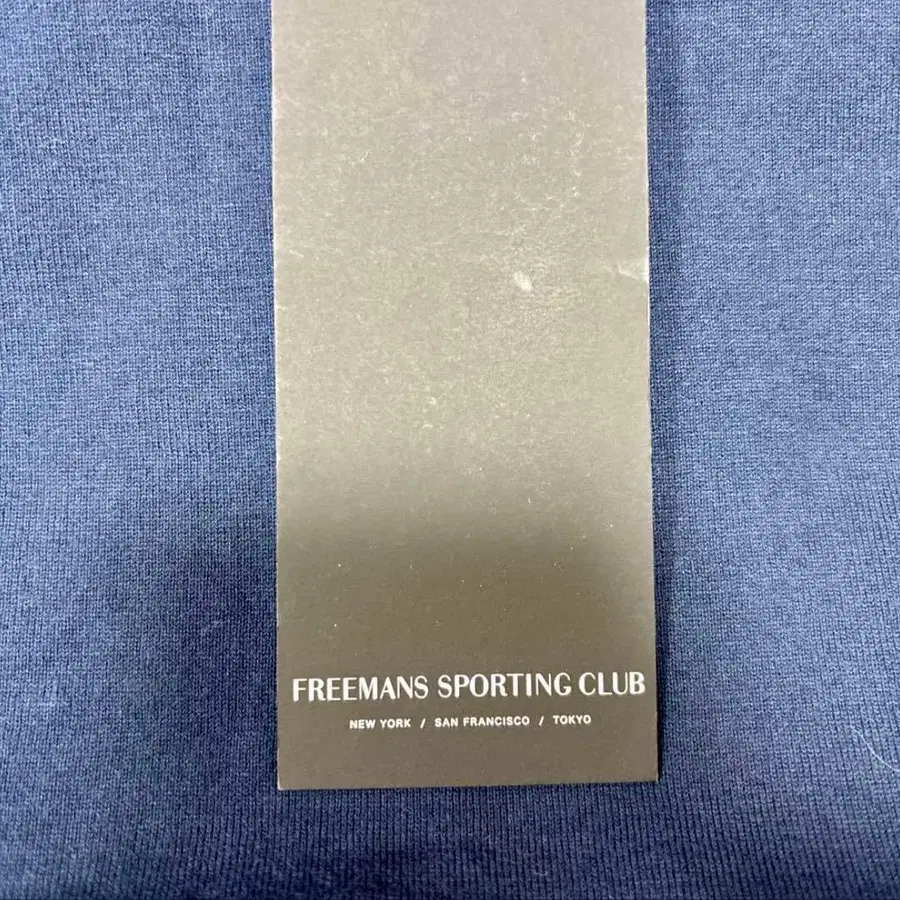 FREEMANS SPORTING CLUB
NEW YORK / SAN FRANCISCO / TOKYO